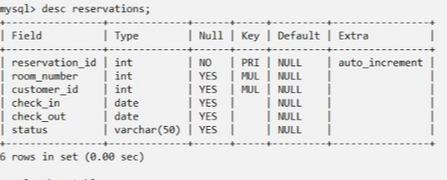 mysql> desc reservations;
+----------------+-------------+------+-----+---------+----------------+
| Field | Type | Null | Key | Default | Extra |
+----------------+-------------+------+-----+---------+----------------+
| reservation_id | int | NO | PRI | NULL | auto_increment |
| room_number | int | YES | MUL | NULL | |
| customer_id | int | YES | MUL | NULL | |
| check_in | date | YES | | NULL | |
| check_out | date | YES | | NULL | |
| status | varchar(50) | YES | | NULL | |
+----------------+-------------+------+-----+---------+----------------+
6 rows in set (0.00 sec)